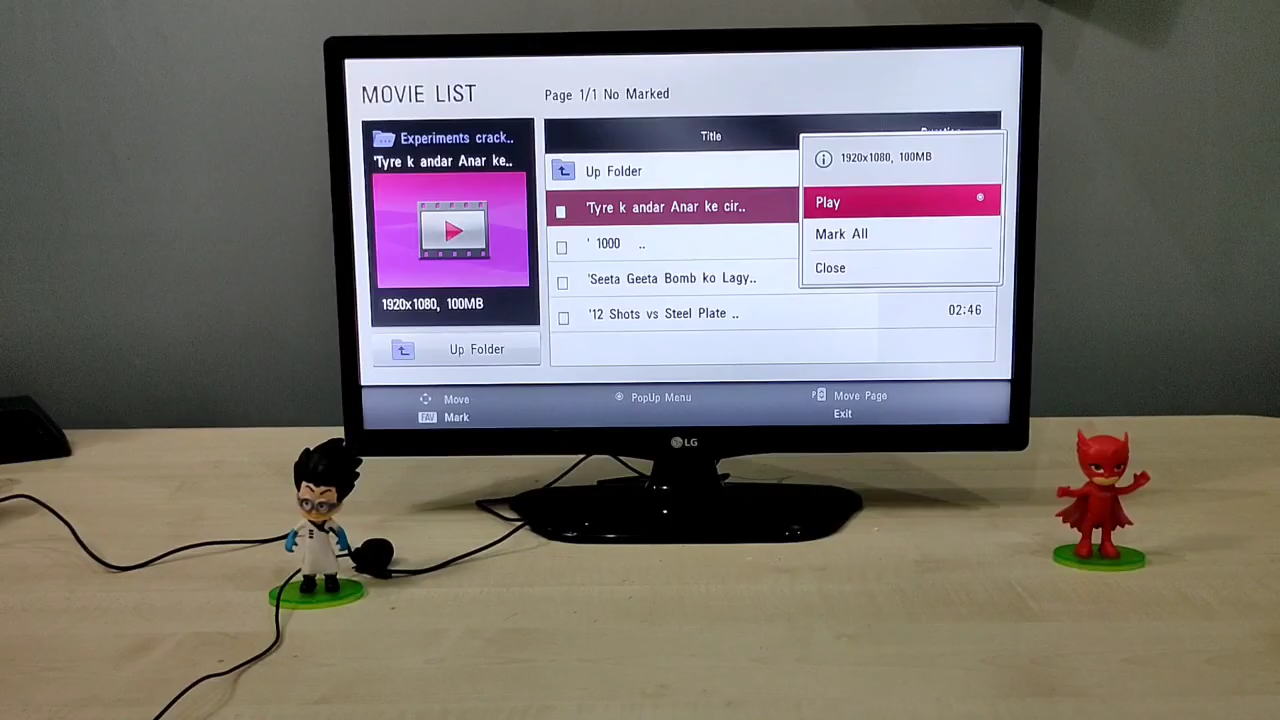 MOVIE LIST
Page 1/1 No Marked
Experiments crack..
'Tyre k andar Anar ke..
1920x1080, 100MB
Up Folder
Title
Duration
Up Folder
'Tyre k andar Anar ke cir..
' 1000 ..
'Seeta Geeta Bomb ko Lagy..
'12 Shots vs Steel Plate ..
02:46
1920x1080, 100MB
Play
Mark All
Close
Move
FAV Mark
PopUp Menu
P Move Page
Exit
LG